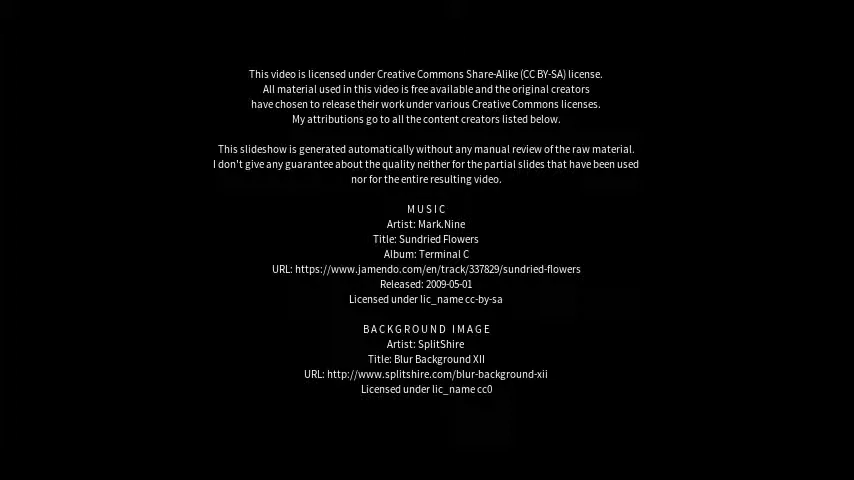 This video is licensed under Creative Commons Share-Alike (CC BY-SA) license.
All material used in this video is free available and the original creators
have chosen to release their work under various Creative Commons licenses.
My attributions go to all the content creators listed below.
This slideshow is generated automatically without any manual review of the raw material.
I don't give any guarantee about the quality neither for the partial slides that have been used
nor for the entire resulting video.
MUSIC
Artist: Mark.Nine
Title: Sundried Flowers
Album: Terminal C
URL: https://www.jamendo.com/en/track/337829/sundried-flowers
Released: 2009-05-01
Licensed under lic_name cc-by-sa
BACKGROUND IMAGE
Artist: SplitShire
Title: Blur Background XII
URL: http://www.splitshire.com/blur-background-xii
Licensed under lic_name cc0